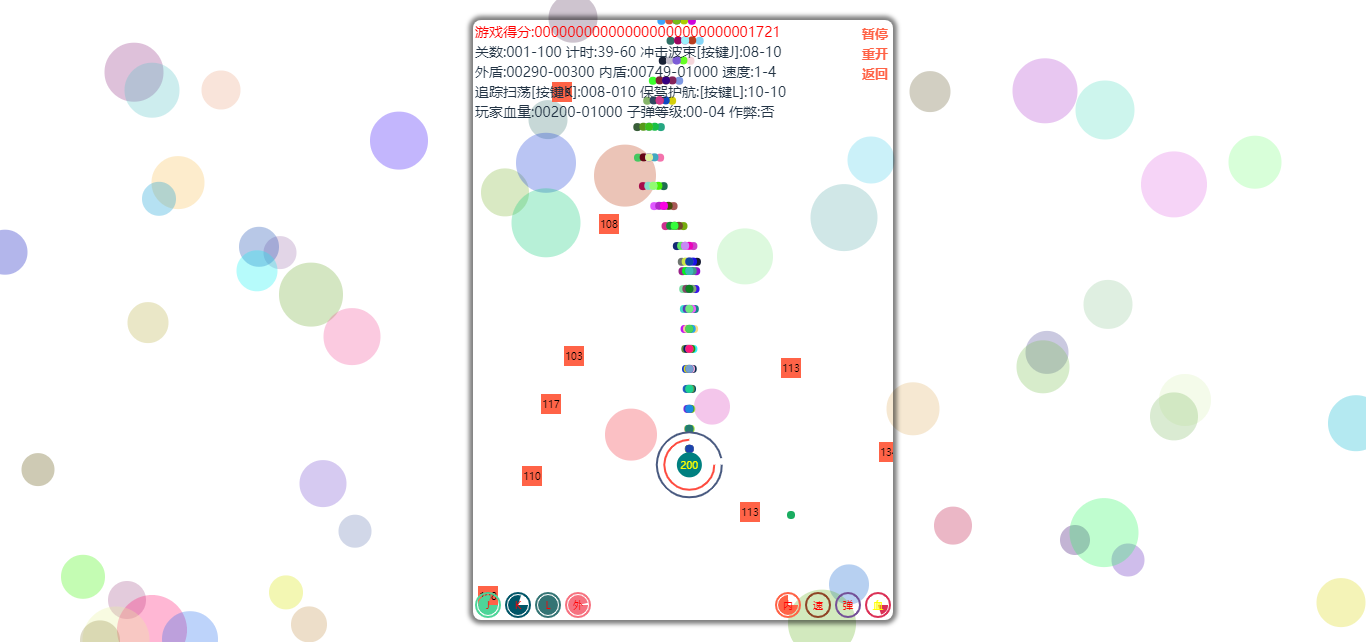 游戏得分:0000000000000000000000000001721
暂停
关数:001-100 计时:39-60 冲击波束[按键J]:08-10
重开
外盾:00290-00300 内盾:00749-01000 速度:1-4
返回
追踪扫荡[按键K]:008-010 保驾护航:[按键L]:10-10
玩家血量:00200-01000 子弹等级:00-04 作弊:否
108
103
113
117
200
110
113
外
内
速
弹